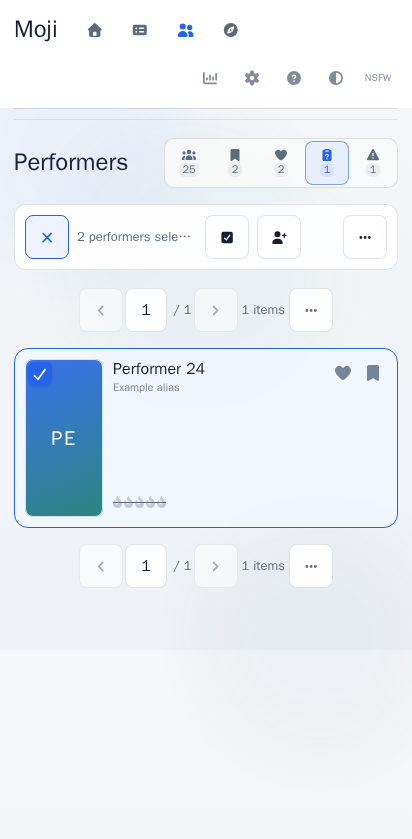 Moji
NSFW
Performers
25
2
2
1
1
2 performers sele···
1 / 1 1 items
Performer 24
Example alias
PE
1 / 1 1 items